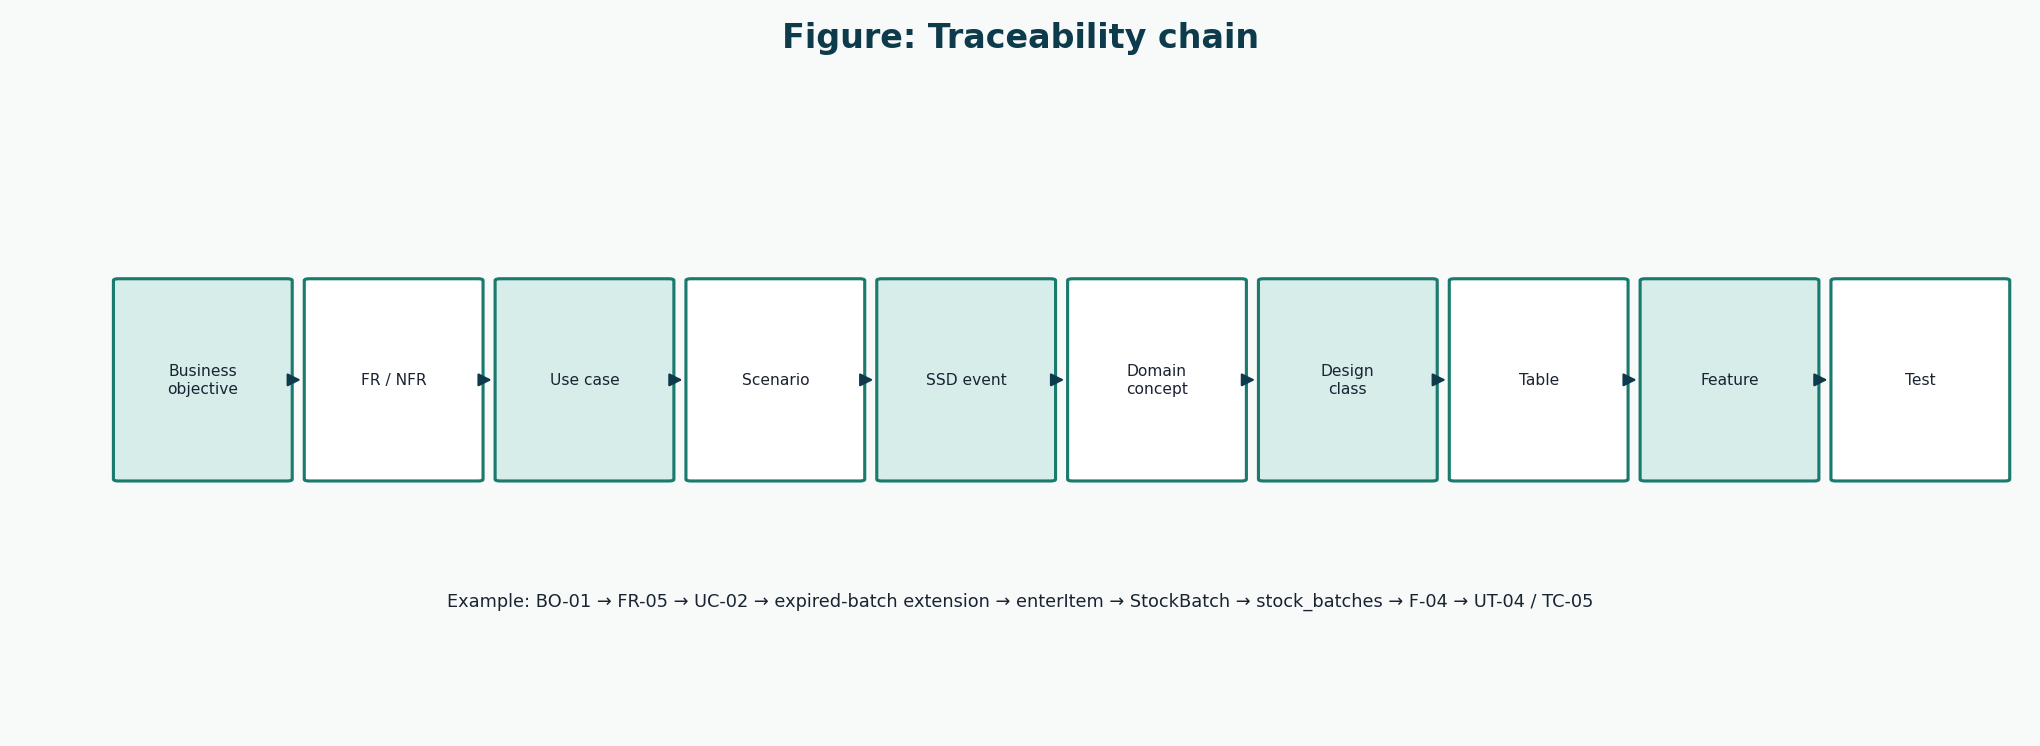 Figure: Traceability chain
Business
objective
FR / NFR
Use case
Scenario
SSD event
Domain
concept
Design
class
Table
Feature
Test
Example: BO-01 → FR-05 → UC-02 → expired-batch extension → enterItem → StockBatch → stock_batches → F-04 → UT-04 / TC-05